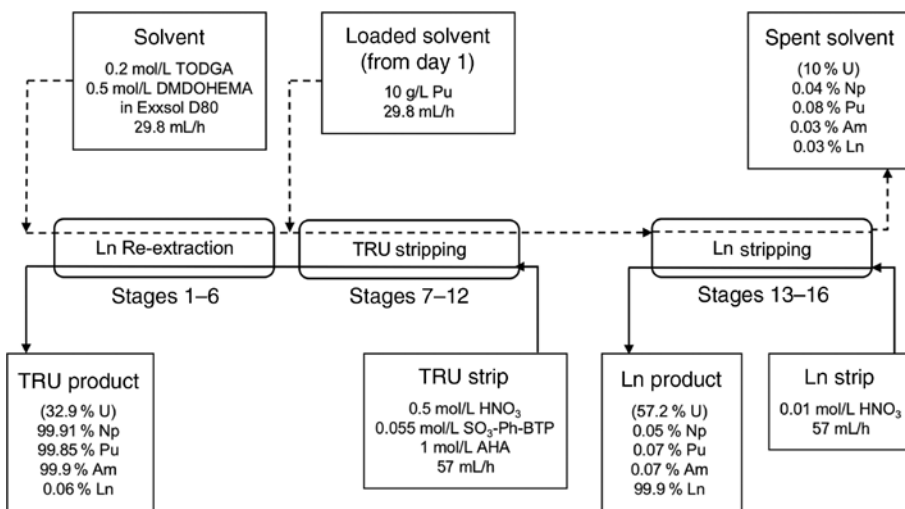 Solvent
0.2 mol/L TODGA
0.5 mol/L DMDOHEMA
in Exxsol D80
29.8 mL/h
Loaded solvent
(from day 1)
10 g/L Pu
29.8 mL/h
Spent solvent
(10 % U)
0.04 % Np
0.08 % Pu
0.03 % Am
0.03 % Ln
Ln Re-extraction
Stages 1–6
TRU stripping
Stages 7–12
Ln stripping
Stages 13–16
TRU product
(32.9 % U)
99.91 % Np
99.85 % Pu
99.9 % Am
0.06 % Ln
TRU strip
0.5 mol/L HNO₃
0.055 mol/L SO₃-Ph-BTP
1 mol/L AHA
57 mL/h
Ln product
(57.2 % U)
0.05 % Np
0.07 % Pu
0.07 % Am
99.9 % Ln
Ln strip
0.01 mol/L HNO₃
57 mL/h